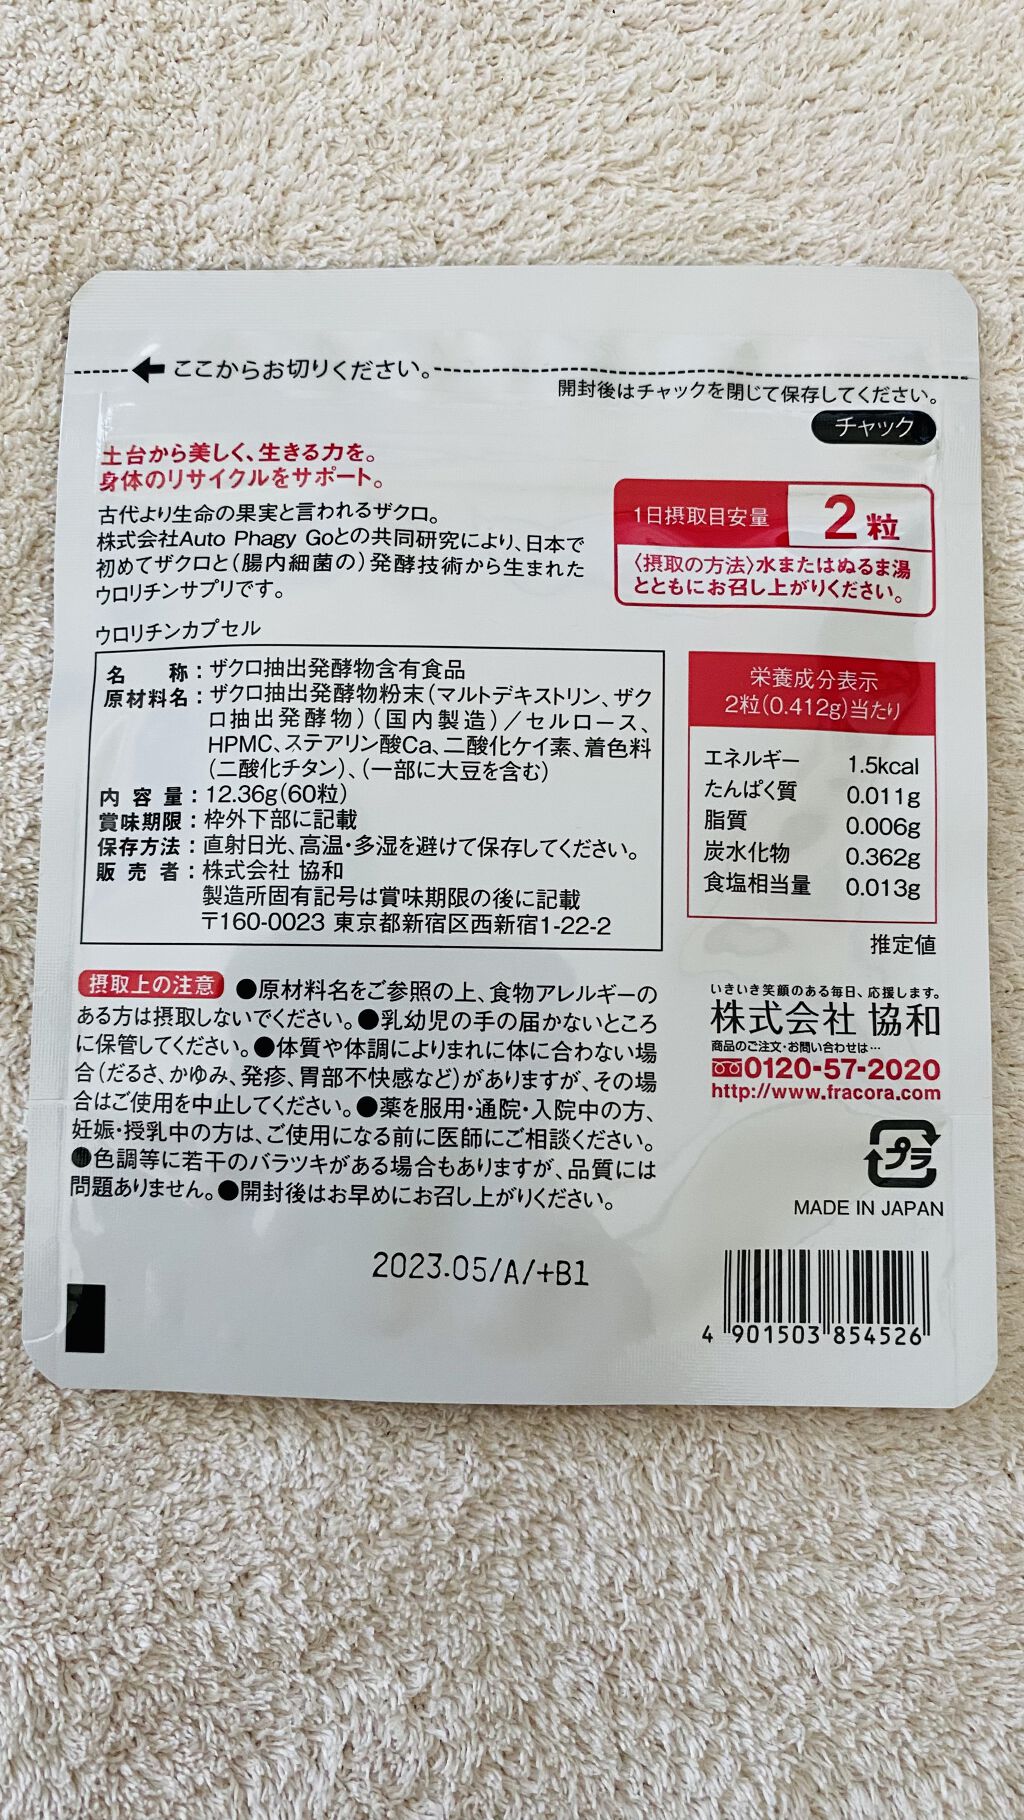 ここからお切りください。
開封後はチャックを閉じて保存してください。
チャック
土台から美しく、生きる力を。
身体のリサイクルをサポート。
古代より生命の果実と言われるザクロ。
株式会社Auto Phagy Goとの共同研究により、日本で
初めてザクロと(腸内細菌の)発酵技術から生まれた
ウロリチンサプリです。
1日摂取目安量 2粒
〈摂取の方法〉水またはぬるま湯
とともにお召し上がりください。
ウロリチンカプセル
名 称:ザクロ抽出発酵物含有食品
原材料名:ザクロ抽出発酵物粉末(マルトデキストリン、ザク
ロ抽出発酵物)(国内製造)/セルロース、
HPMC、ステアリン酸Ca、二酸化ケイ素、着色料
(二酸化チタン)、(一部に大豆を含む)
内容量:12.36g(60粒)
賞味期限:枠外下部に記載
保存方法:直射日光、高温・多湿を避けて保存してください。
販売者:株式会社 協和
製造所固有記号は賞味期限の後に記載
〒160-0023 東京都新宿区西新宿1-22-2
栄養成分表示
2粒(0.412g)当たり
エネルギー 1.5kcal
たんぱく質 0.011g
脂質 0.006g
炭水化物 0.362g
食塩相当量 0.013g
推定値
摂取上の注意 ●原材料名をご参照の上、食物アレルギーの
ある方は摂取しないでください。●乳幼児の手の届かないところ
に保管してください。●体質や体調によりまれに体に合わない場
合(だるさ、かゆみ、発疹、胃部不快感など)がありますが、その場
合はご使用を中止してください。●薬を服用・通院・入院中の方、
妊娠・授乳中の方は、ご使用になる前に医師にご相談ください。
●色調等に若干のバラツキがある場合もありますが、品質には
問題ありません。●開封後はお早めにお召し上がりください。
いきいき笑顔のある毎日、応援します。
株式会社 協和
商品のご注文・お問い合わせは…
0120-57-2020
http://www.fracora.com
プラ
MADE IN JAPAN
2023.05/A/+B1
4 901503 854526